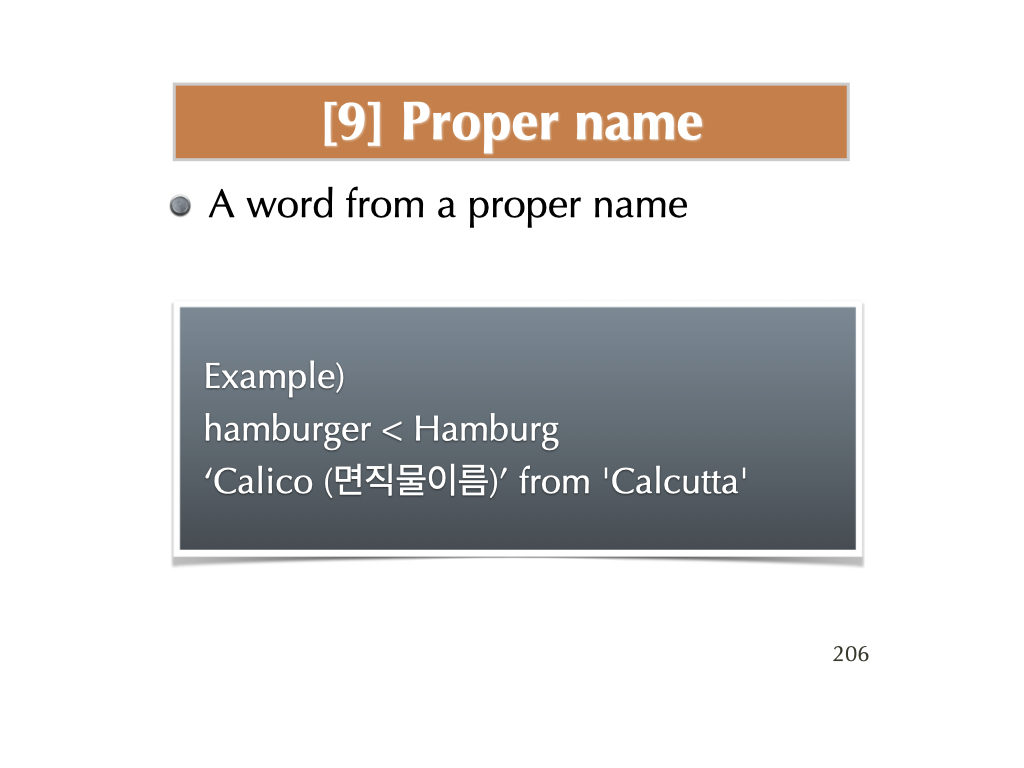 [9] Proper name
A word from a proper name
Example)
hamburger < Hamburg
‘Calico (면직물이름)’ from 'Calcutta'
206